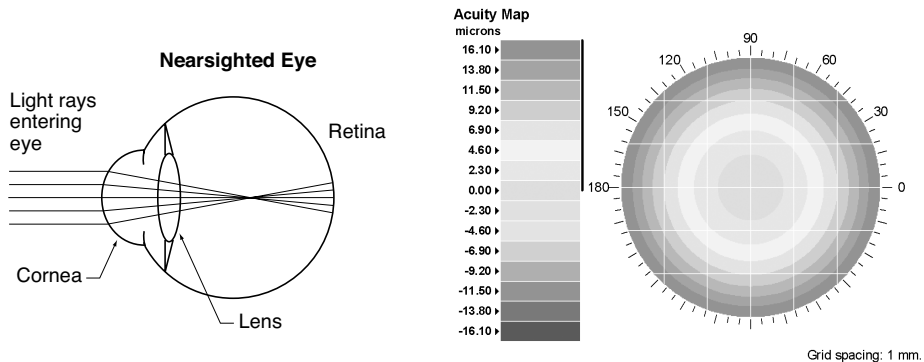 Nearsighted Eye
Light rays
entering
eye
Retina
Cornea
Lens
Acuity Map
microns
16.10
13.80
11.50
9.20
6.90
4.60
2.30
0.00
-2.30
-4.60
-6.90
-9.20
-11.50
-13.80
-16.10
90
120
60
150
30
180
0
Grid spacing: 1 mm.